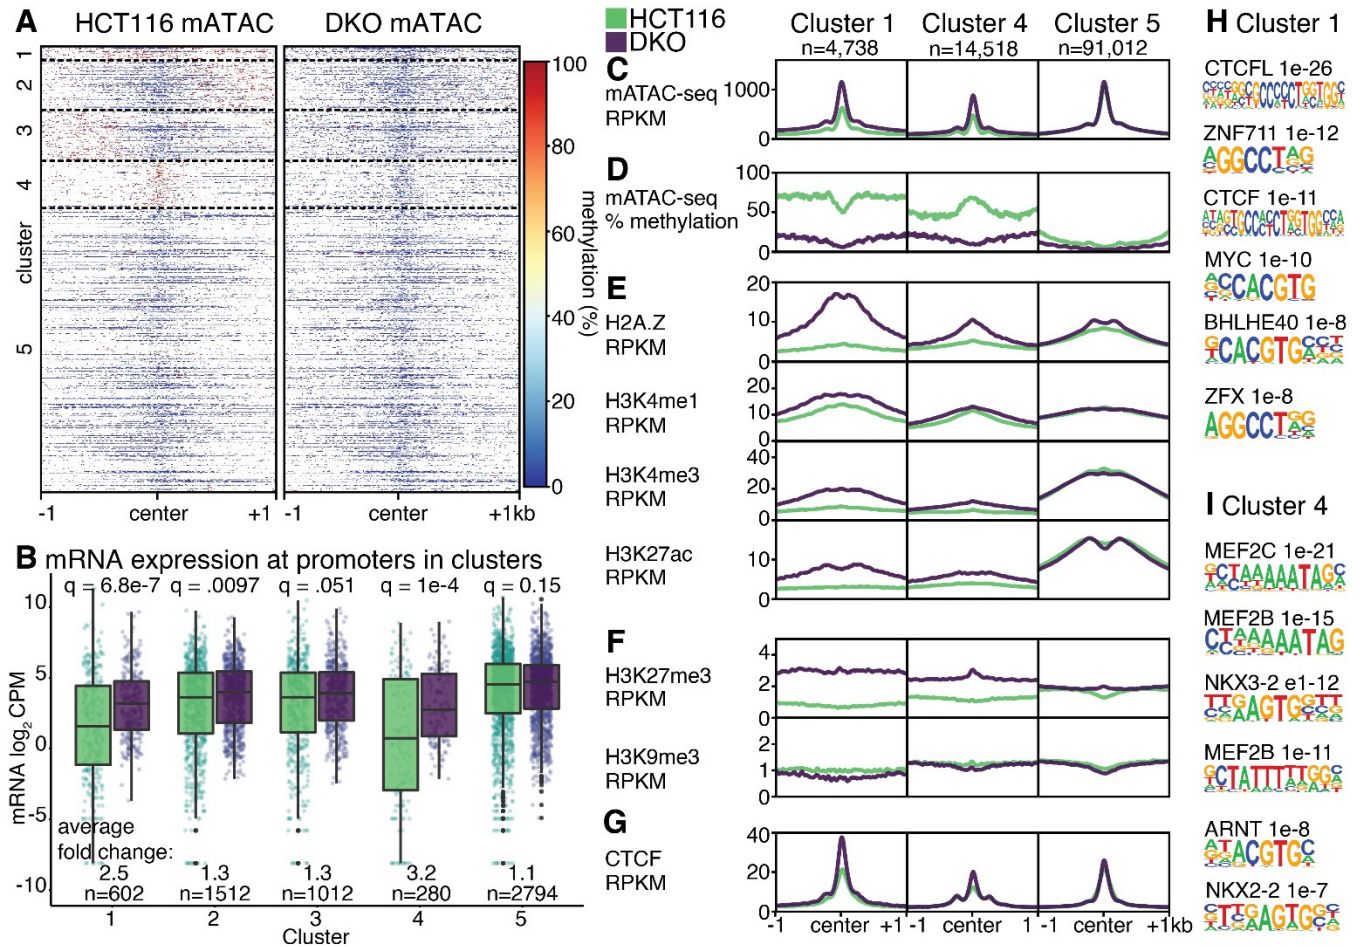 A HCT116 mATAC DKO mATAC
1
2
3
4
cluster
5
100
80
60
40
20
0
methylation (%)
-1 center +1 -1 center +1kb
B mRNA expression at promoters in clusters
q = 6.8e-7 q = .0097 q = .051 q = 1e-4 q = 0.15
mRNA log2 CPM
10
5
0
-5
-10
average
fold change:
2.5 1.3 1.3 3.2 1.1
n=602 n=1512 n=1012 n=280 n=2794
1 2 3 4 5
Cluster
HCT116
DKO
Cluster 1 Cluster 4 Cluster 5
n=4,738 n=14,518 n=91,012
C
mATAC-seq
RPKM
1000
0
D
mATAC-seq
% methylation
100
50
0
E
H2A.Z
RPKM
20
10
0
H3K4me1
RPKM
20
10
0
H3K4me3
RPKM
40
20
0
H3K27ac
RPKM
10
0
F
H3K27me3
RPKM
4
2
0
H3K9me3
RPKM
2
1
0
G
CTCF
RPKM
40
20
0
-1 center +1 -1 center 1 -1 center +1kb
H Cluster 1
CTCFL 1e-26
ZNF711 1e-12
AGGCCTAG
CTCF 1e-11
MYC 1e-10
CCACGTG
BHLHE40 1e-8
CACGTG
ZFX 1e-8
AGGCCT
I Cluster 4
MEF2C 1e-21
CTAAAAATAG
MEF2B 1e-15
NKX3-2 e1-12
MEF2B 1e-11
ARNT 1e-8
NKX2-2 1e-7